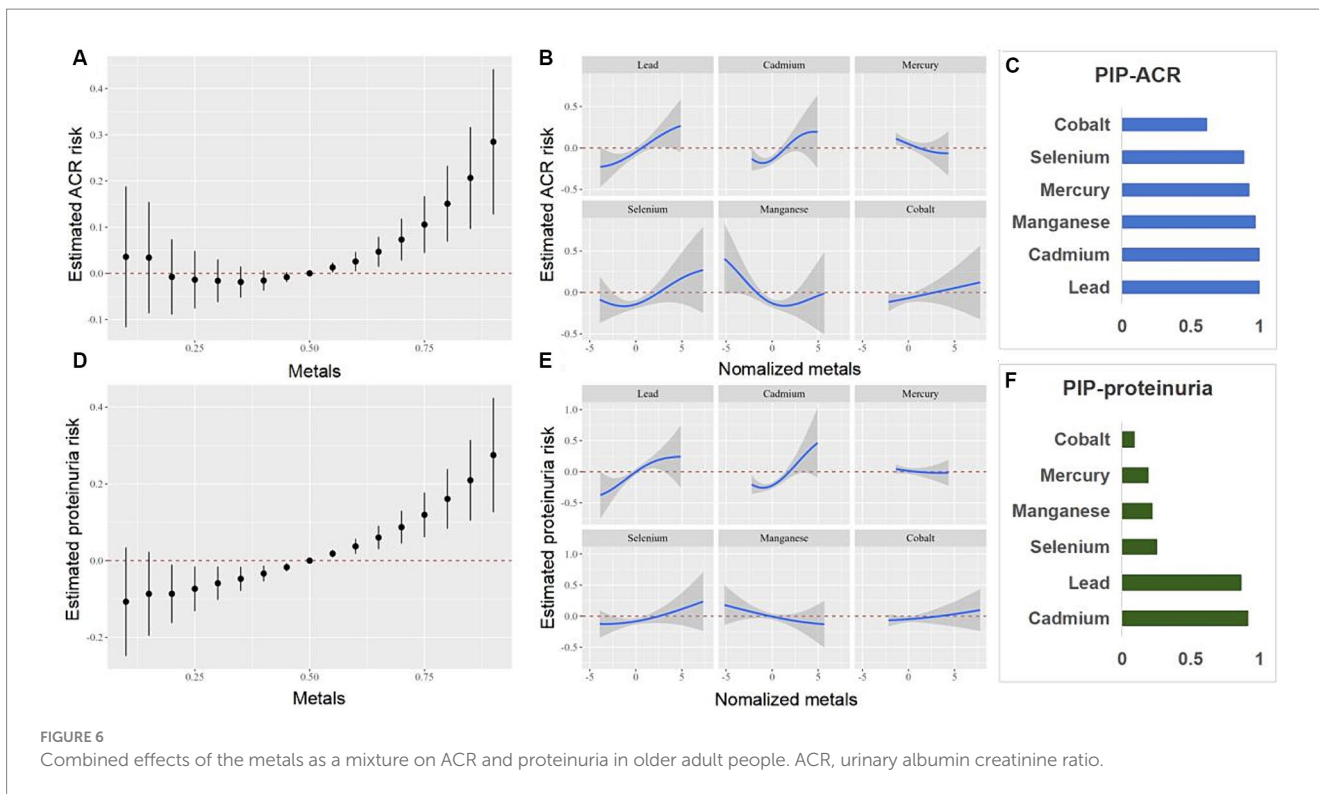 A
Estimated ACR risk
0.4
0.3
0.2
0.1
0.0
-0.1
0.25
0.50
0.75
Metals
B
Estimated ACR risk
Lead
Cadmium
Mercury
0.5
0.0
-0.5
Selenium
Manganese
Cobalt
0.5
0.0
-0.5
-5 0 5 -5 0 5 -5 0 5
Nomalized metals
C
PIP-ACR
Cobalt
Selenium
Mercury
Manganese
Cadmium
Lead
0 0.5 1
D
Estimated proteinuria risk
0.4
0.2
0.0
-0.2
0.25
0.50
0.75
Metals
E
Estimated proteinuria risk
Lead
Cadmium
Mercury
1.0
0.5
0.0
-0.5
Selenium
Manganese
Cobalt
1.0
0.5
0.0
-0.5
-5 0 5 -5 0 5 -5 0 5
Nomalized metals
F
PIP-proteinuria
Cobalt
Mercury
Manganese
Selenium
Lead
Cadmium
0 0.5 1
FIGURE 6
Combined effects of the metals as a mixture on ACR and proteinuria in older adult people. ACR, urinary albumin creatinine ratio.